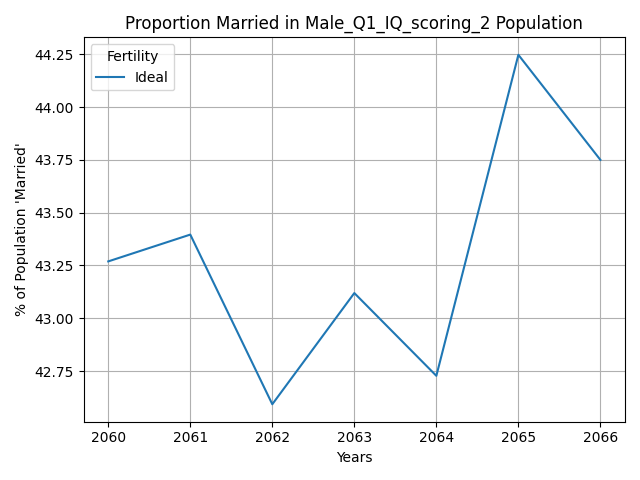 Proportion Married in Male_Q1_IQ_scoring_2 Population
Fertility
Ideal
44.25
44.00
43.75
43.50
43.25
43.00
42.75
% of Population 'Married'
2060 2061 2062 2063 2064 2065 2066
Years